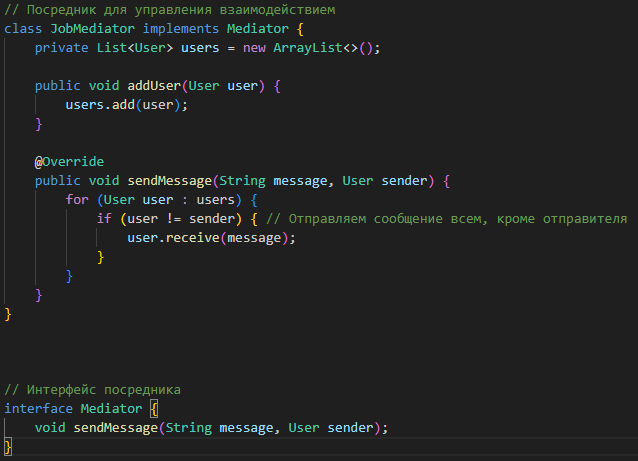 // Посредник для управления взаимодействием
class JobMediator implements Mediator {
    private List<User> users = new ArrayList<>();

    public void addUser(User user) {
        users.add(user);
    }

    @Override
    public void sendMessage(String message, User sender) {
        for (User user : users) {
            if (user != sender) { // Отправляем сообщение всем, кроме отправителя
                user.receive(message);
            }
        }
    }
}

// Интерфейс посредника
interface Mediator {
    void sendMessage(String message, User sender);
}